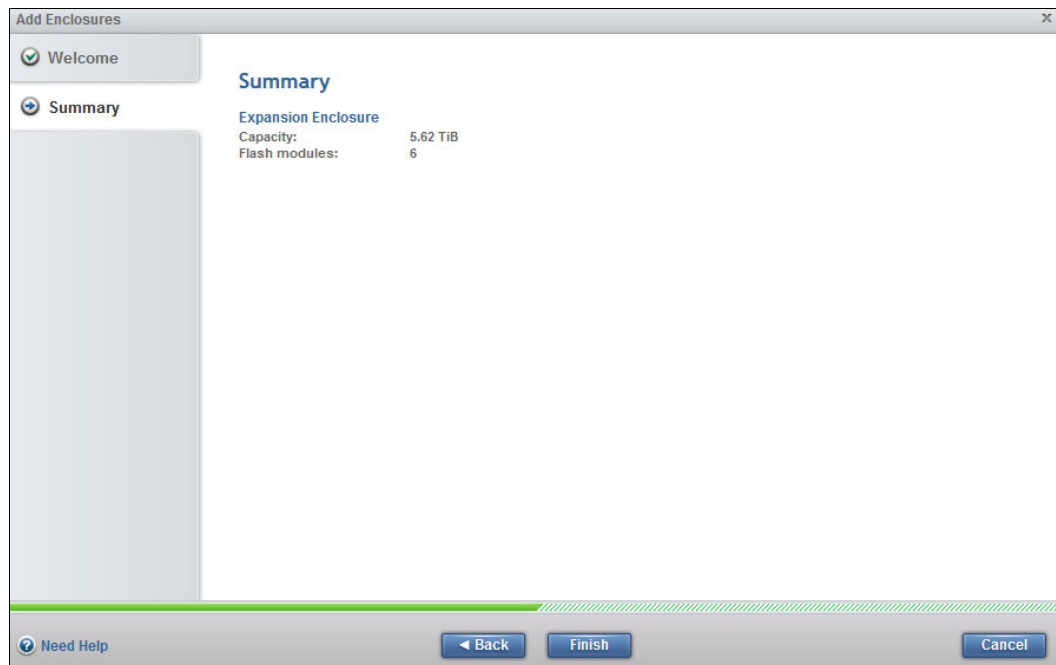 Add Enclosures x
Welcome
Summary
Summary
Expansion Enclosure
Capacity: 5.62 TiB
Flash modules: 6
Need Help
◄ Back Finish Cancel